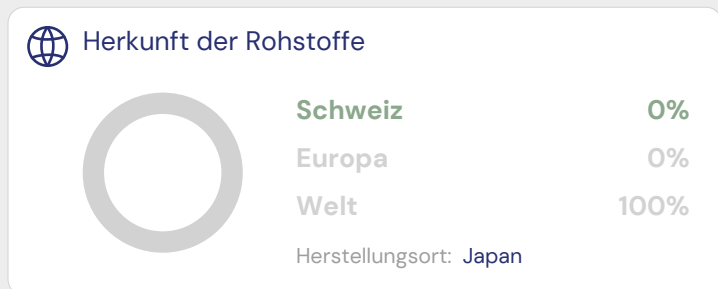 Herkunft der Rohstoffe
Schweiz 0%
Europa 0%
Welt 100%
Herstellungsort: Japan